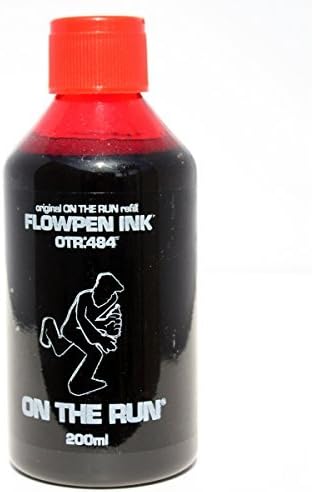 original ON THE RUN refill
FLOWPEN INK
OTR.484
ON THE RUN®
200ml